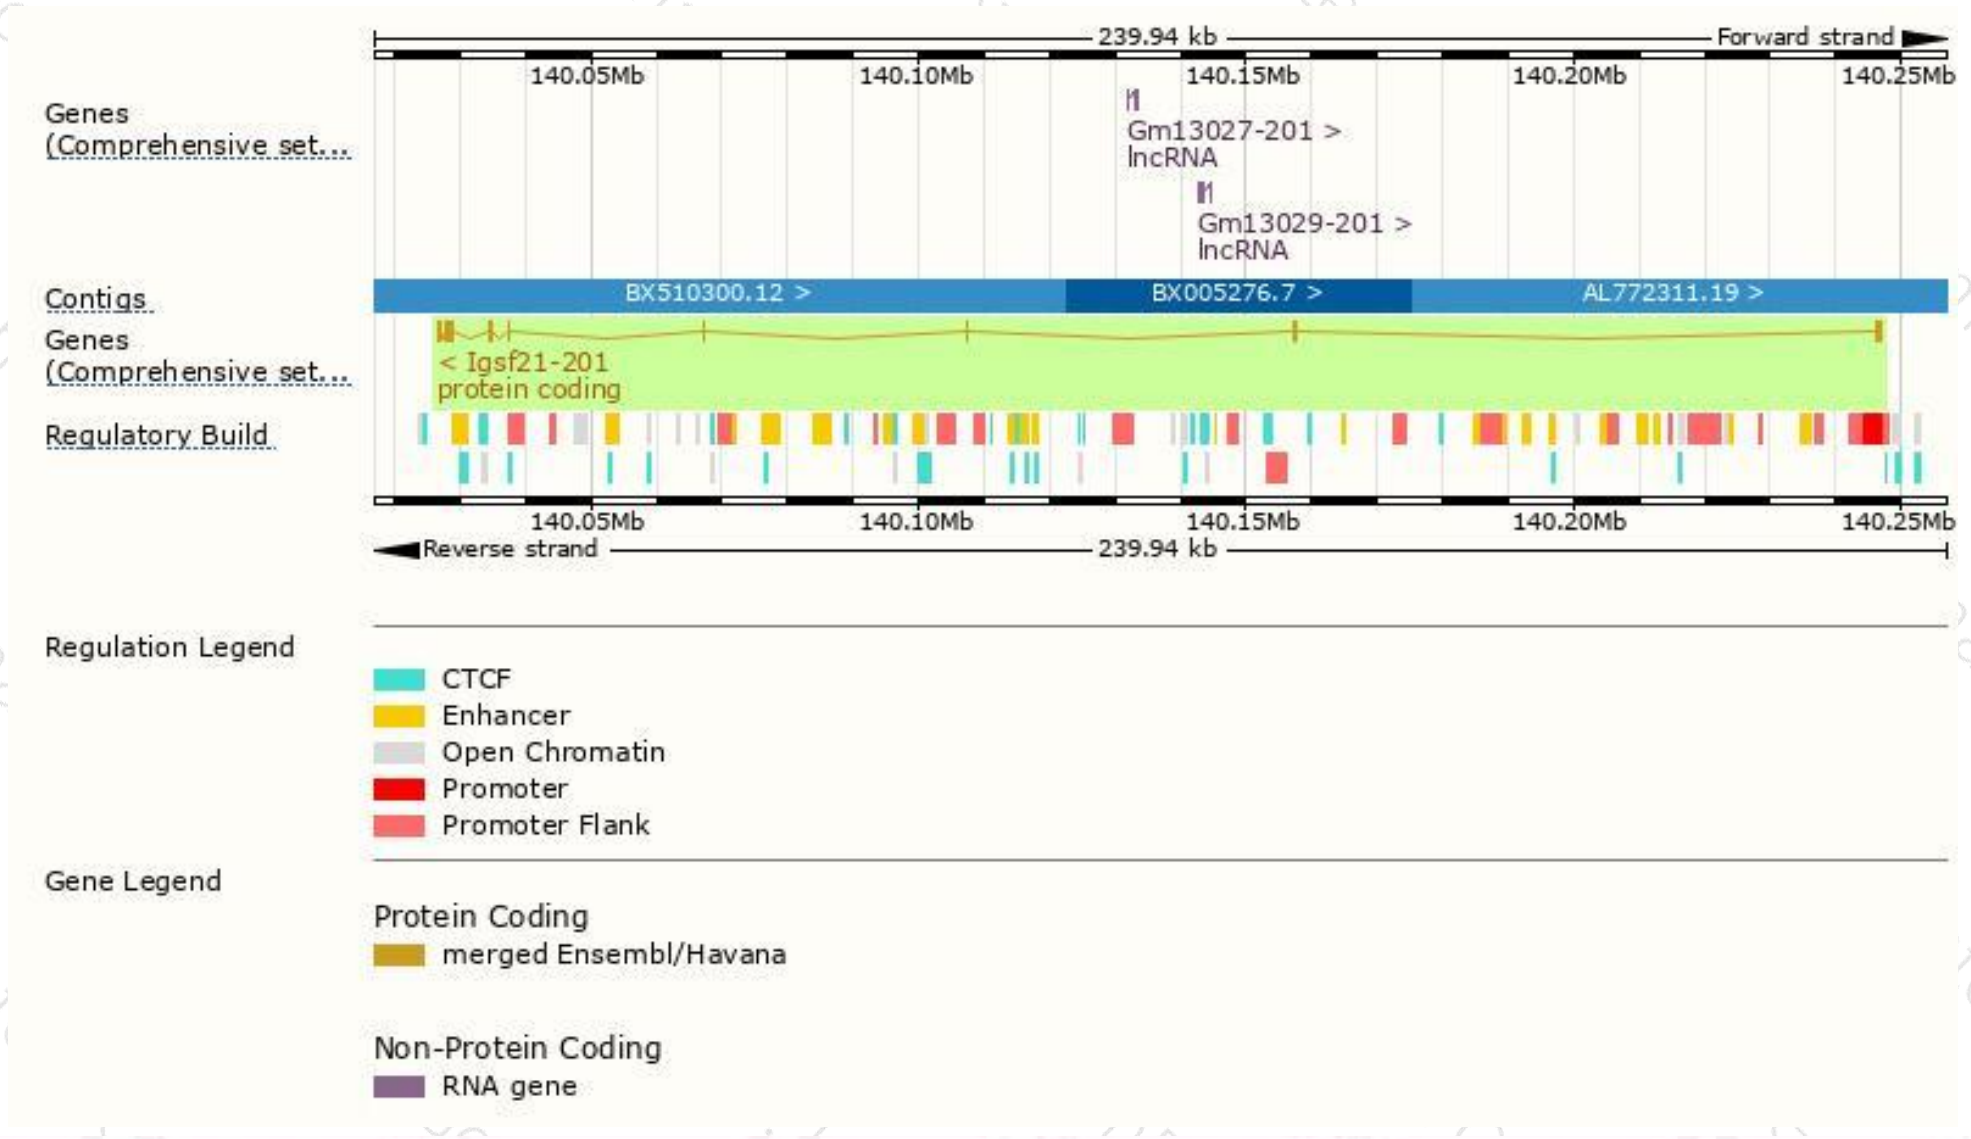 239.94 kb Forward strand
140.05Mb 140.10Mb 140.15Mb 140.20Mb 140.25Mb
Genes
(Comprehensive set...
Gm13027-201 >
lncRNA
Gm13029-201 >
lncRNA
Contigs
BX510300.12 > BX005276.7 > AL772311.19 >
Genes
(Comprehensive set...
< Igsf21-201
protein coding
Regulatory Build
140.05Mb 140.10Mb 140.15Mb 140.20Mb 140.25Mb
Reverse strand 239.94 kb
Regulation Legend
CTCF
Enhancer
Open Chromatin
Promoter
Promoter Flank
Gene Legend
Protein Coding
merged Ensembl/Havana
Non-Protein Coding
RNA gene